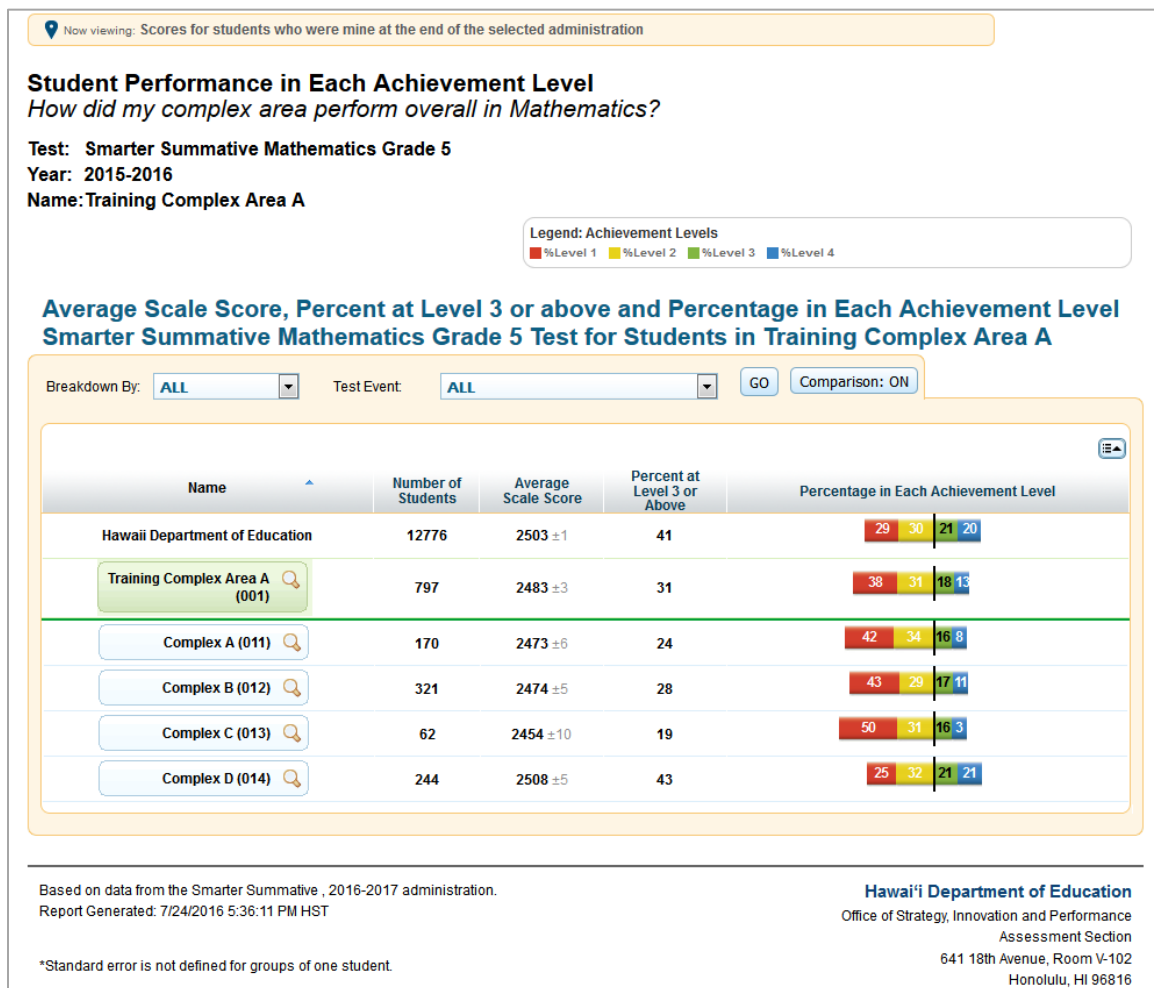 Now viewing: Scores for students who were mine at the end of the selected administration
Student Performance in Each Achievement Level
How did my complex area perform overall in Mathematics?
Test: Smarter Summative Mathematics Grade 5
Year: 2015-2016
Name:Training Complex Area A
Legend: Achievement Levels
%Level 1 %Level 2 %Level 3 %Level 4
Average Scale Score, Percent at Level 3 or above and Percentage in Each Achievement Level
Smarter Summative Mathematics Grade 5 Test for Students in Training Complex Area A
Breakdown By: ALL Test Event: ALL GO Comparison: ON
Name Number of Students Average Scale Score Percent at Level 3 or Above Percentage in Each Achievement Level
Hawaii Department of Education 12776 2503 ±1 41 29 30 21 20
Training Complex Area A (001) 797 2483 ±3 31 38 31 18 13
Complex A (011) 170 2473 ±6 24 42 34 16 8
Complex B (012) 321 2474 ±5 28 43 29 17 11
Complex C (013) 62 2454 ±10 19 50 31 16 3
Complex D (014) 244 2508 ±5 43 25 32 21 21
Based on data from the Smarter Summative , 2016-2017 administration.
Report Generated: 7/24/2016 5:36:11 PM HST
*Standard error is not defined for groups of one student.
Hawai‘i Department of Education
Office of Strategy, Innovation and Performance
Assessment Section
641 18th Avenue, Room V-102
Honolulu, HI 96816